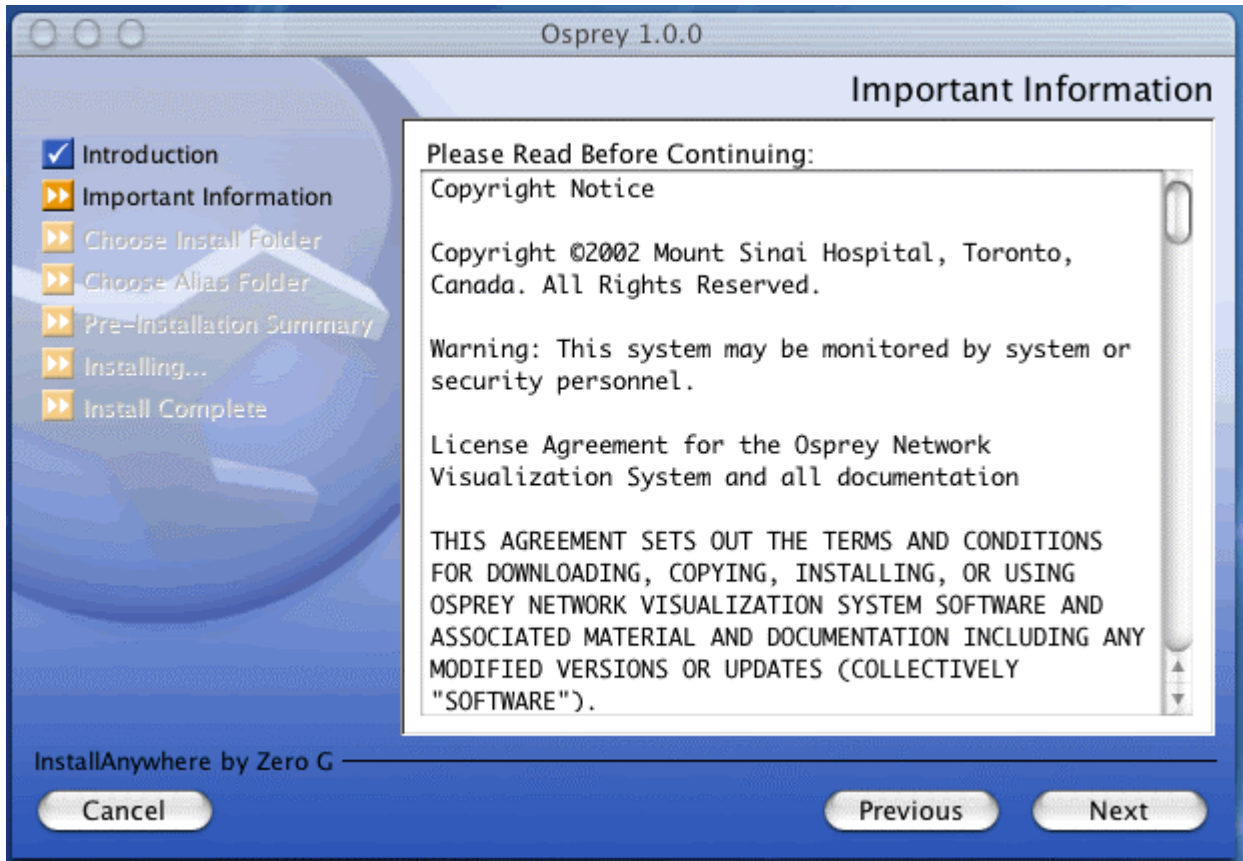 Osprey 1.0.0
Important Information
Introduction
Important Information
Choose Install Folder
Choose Alias Folder
Pre-Installation Summary
Installing...
Install Complete
Please Read Before Continuing:
Copyright Notice
Copyright ©2002 Mount Sinai Hospital, Toronto,
Canada. All Rights Reserved.
Warning: This system may be monitored by system or
security personnel.
License Agreement for the Osprey Network
Visualization System and all documentation
THIS AGREEMENT SETS OUT THE TERMS AND CONDITIONS
FOR DOWNLOADING, COPYING, INSTALLING, OR USING
OSPREY NETWORK VISUALIZATION SYSTEM SOFTWARE AND
ASSOCIATED MATERIAL AND DOCUMENTATION INCLUDING ANY
MODIFIED VERSIONS OR UPDATES (COLLECTIVELY
"SOFTWARE").
InstallAnywhere by Zero G
Cancel
Previous
Next